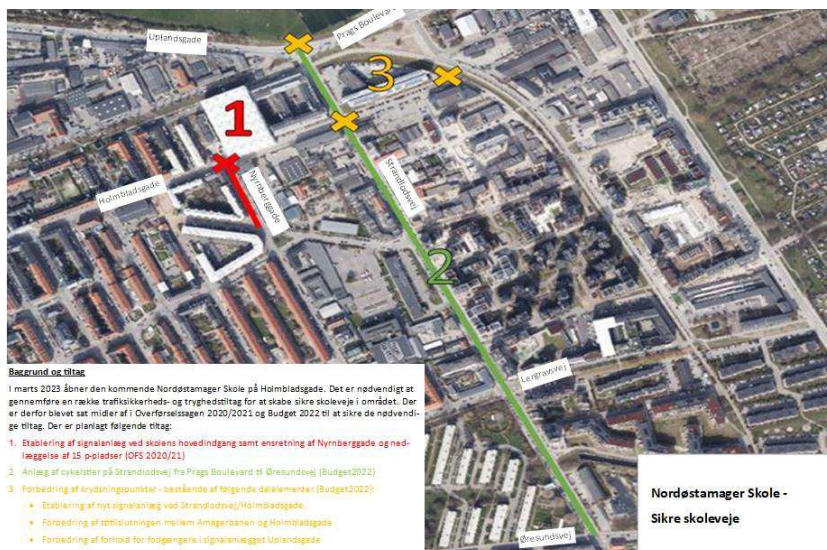 Uplandsgade
Prags Boulevard
3
1
Nyrnberggade
Strandlodsvej
Holmbladsgade
2
Lergravsvej
Baggrund og tiltag
I marts 2023 åbner den kommende Nordøstamager Skole på Holmbladsgade. Det er nødvendigt at
gennemføre en række trafiksikkerheds- og tryghedstiltag for at skabe sikre skoleveje i området. Der
er derfor blevet sat midler af i Overførselssagen 2020/2021 og Budget 2022 til at sikre de nødvendi-
ge tiltag. Der er planlagt følgende tiltag:
1. Etablering af signalanlæg ved skolens hovedindgang samt ensretning af Nyrnberggade og ned-
læggelse af 15 p-pladser (OFS 2020/21)
2 Anlæg af cykelstier på Strandlodsvej fra Prags Boulevard til Øresundsvej (Budget2022)
3 Forbedring af krydsningspunkter - bestående af følgende delelementer (Budget2022):
• Etablering af nyt signalanlæg ved Strandlodsvej/Holmbladsgade
• Forbedring af stitilslutningen mellem Amagerbanen og Holmbladsgade
• Forbedring af forhold for fodgængere i signalanlægget Uplandsgade
Øresundsvej
Nordøstamager Skole -
Sikre skoleveje